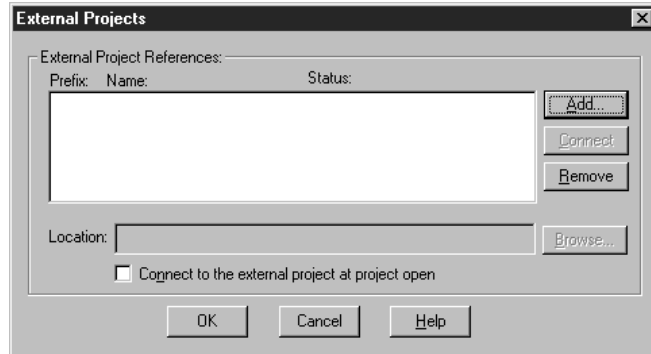 External Projects
External Project References:
Prefix: Name: Status:
Add...
Connect
Remove
Location:
Browse...
Connect to the external project at project open
OK Cancel Help